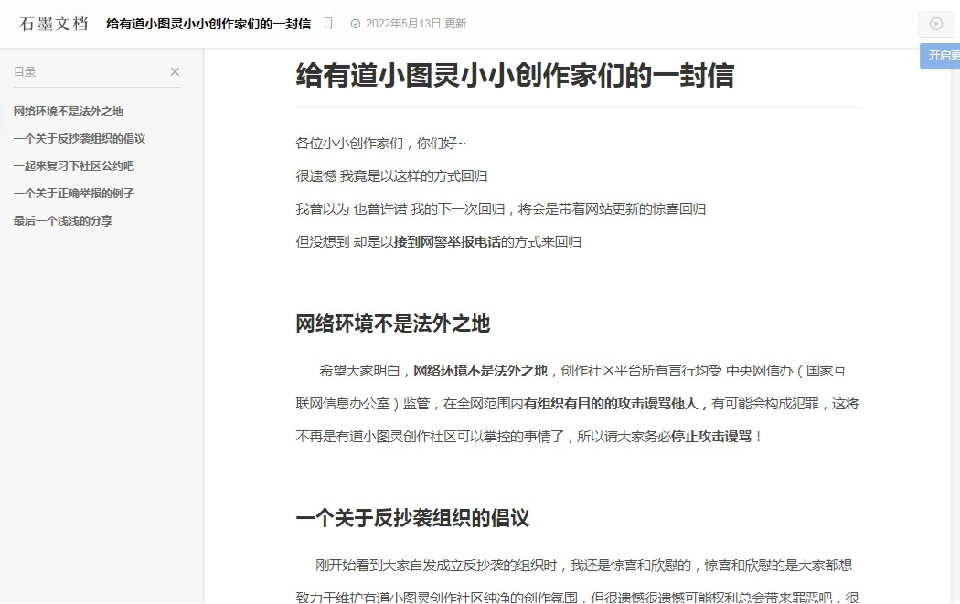 石墨文档 给有道小图灵小小创作家们的一封信 2022年5月13日 更新
开启更
目录
网络环境不是法外之地
一个关于反抄袭组织的倡议
一起来复习下社区公约吧
一个关于正确举报的例子
最后一个浅浅的分享
给有道小图灵小小创作家们的一封信
各位小小创作家们，你们好~
很遗憾 我竟是以这样的方式回归
我曾以为 也曾许诺 我的下一次回归，将会是带着网站更新的惊喜回归
但没想到 却是以接到网警举报电话的方式来回归
网络环境不是法外之地
希望大家明白，网络环境不是法外之地，创作社区平台所有言行均受 中央网信办（国家互
联网信息办公室）监管，在全网范围内有组织有目的的攻击谩骂他人，有可能会构成犯罪，这将
不再是有道小图灵创作社区可以掌控的事情了，所以请大家务必停止攻击谩骂！
一个关于反抄袭组织的倡议
刚开始看到大家自发成立反抄袭的组织时，我还是惊喜和欣慰的，惊喜和欣慰的是大家都想
致力于维护有道小图灵创作社区纯净的创作氛围，但很遗憾很遗憾可能权利总会带来罪恶吧，很